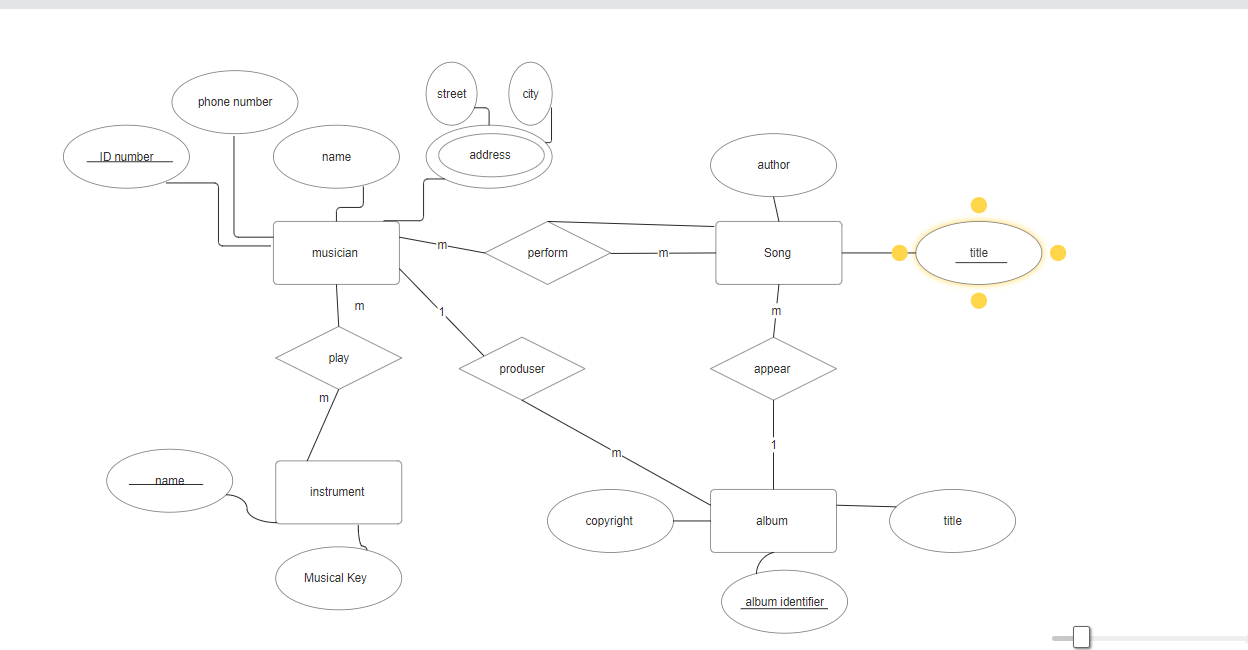 street
city
phone number
ID number
name
address
author
musician
m
perform
m
Song
title
m
1
m
play
produser
appear
m
1
m
name
instrument
copyright
album
title
Musical Key
album identifier